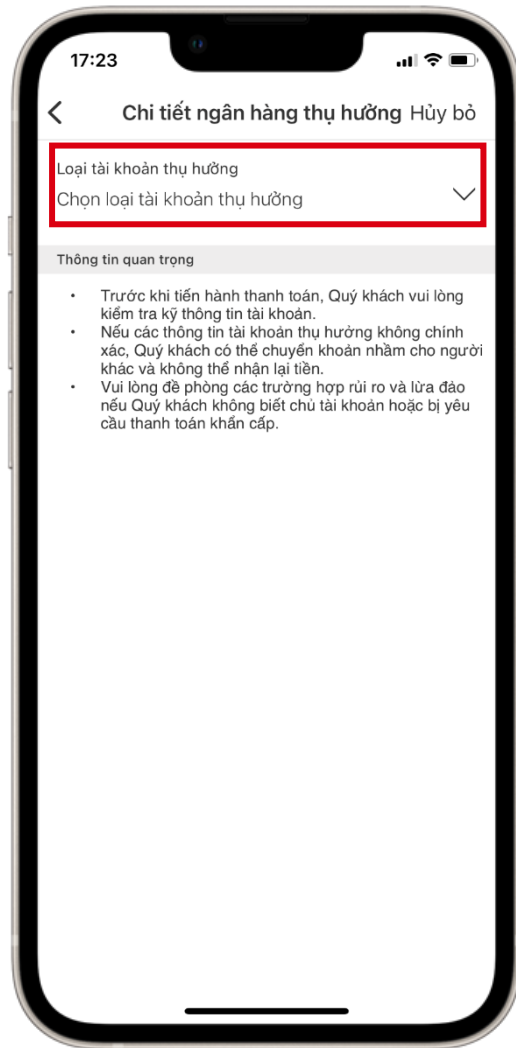 17:23
Chi tiết ngân hàng thụ hưởng Hủy bỏ
Loại tài khoản thụ hưởng
Chọn loại tài khoản thụ hưởng
Thông tin quan trọng
• Trước khi tiến hành thanh toán, Quý khách vui lòng
kiểm tra kỹ thông tin tài khoản.
• Nếu các thông tin tài khoản thụ hưởng không chính
xác, Quý khách có thể chuyển khoản nhầm cho người
khác và không thể nhận lại tiền.
• Vui lòng đề phòng các trường hợp rủi ro và lừa đảo
nếu Quý khách không biết chủ tài khoản hoặc bị yêu
cầu thanh toán khẩn cấp.